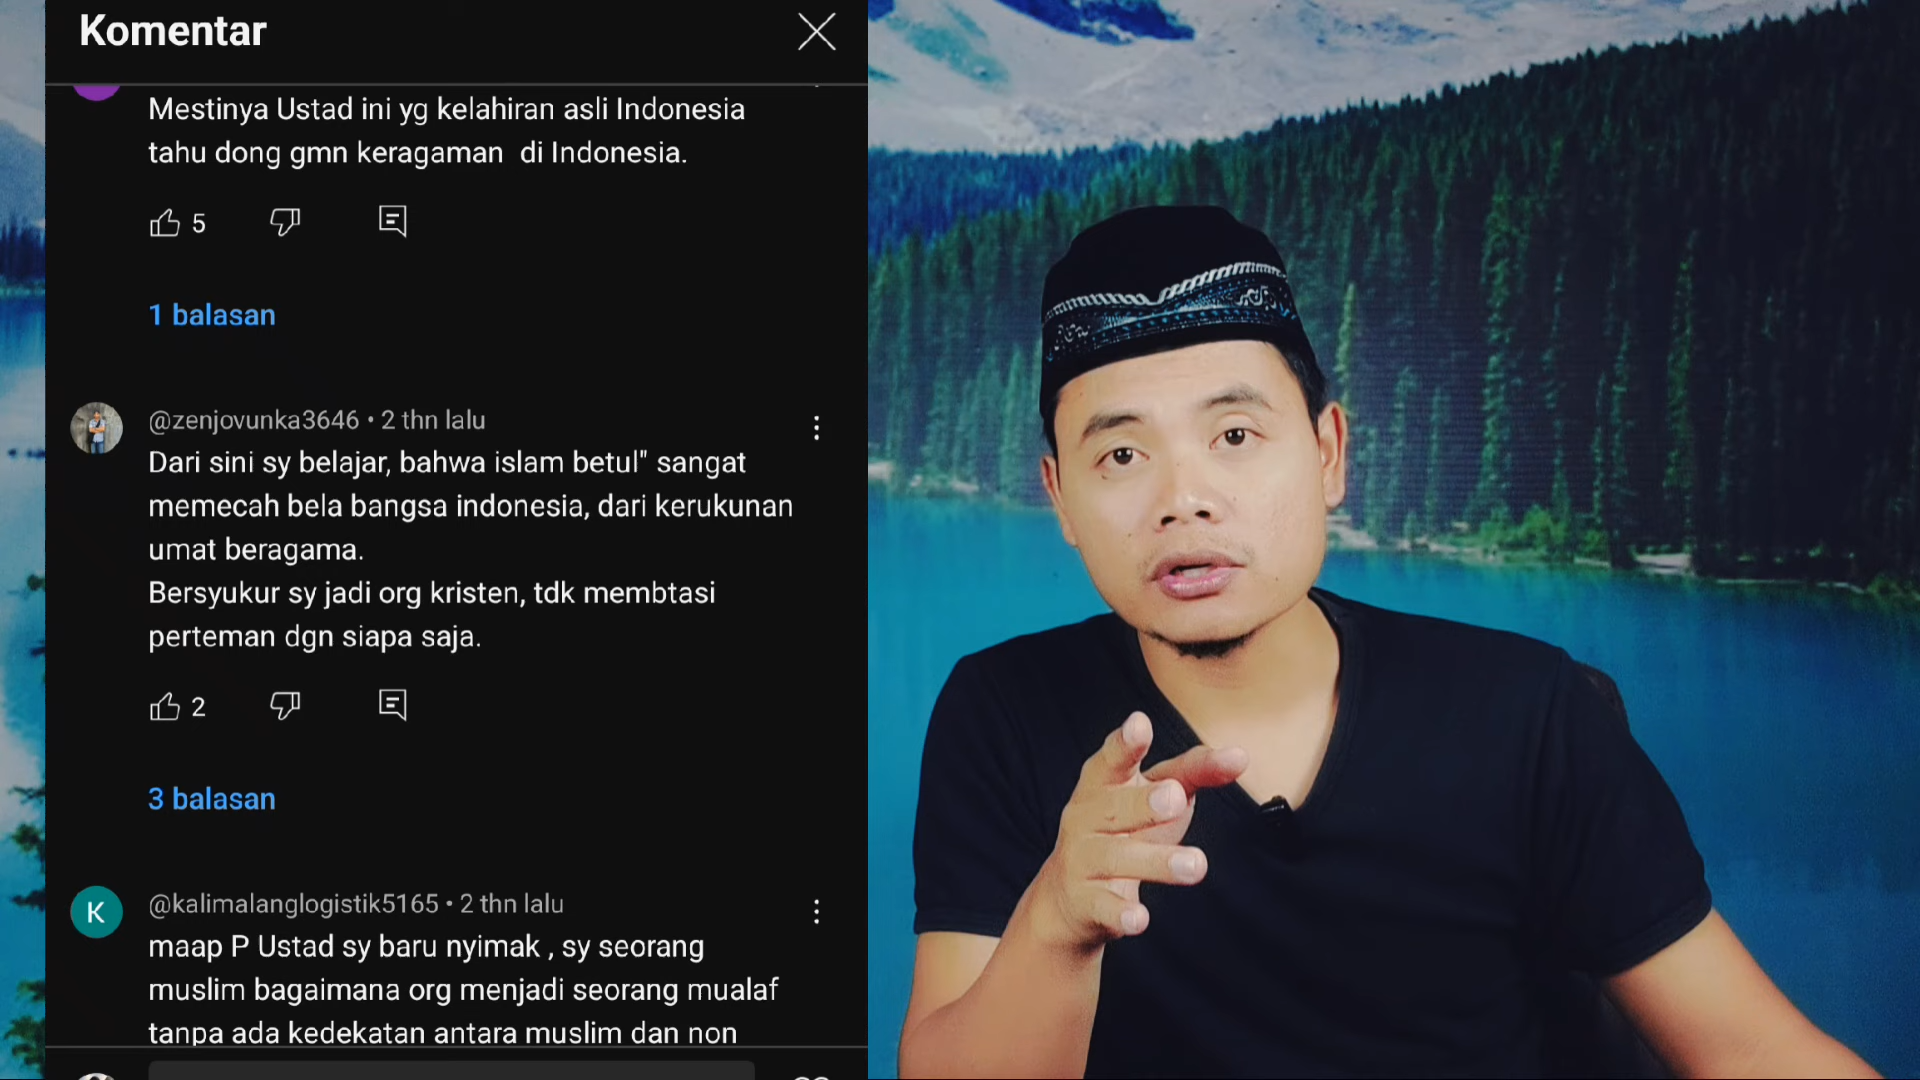 Komentar
Mestinya Ustad ini yg kelahiran asli Indonesia
tahu dong gmn keragaman  di Indonesia.
5
1 balasan
@zenjovunka3646 • 2 thn lalu
Dari sini sy belajar, bahwa islam betul" sangat
memecah bela bangsa indonesia, dari kerukunan
umat beragama.
Bersyukur sy jadi org kristen, tdk membtasi
perteman dgn siapa saja.
2
3 balasan
K
@kalimalanglogistik5165 • 2 thn lalu
maap P Ustad sy baru nyimak , sy seorang
muslim bagaimana org menjadi seorang mualaf
tanpa ada kedekatan antara muslim dan non